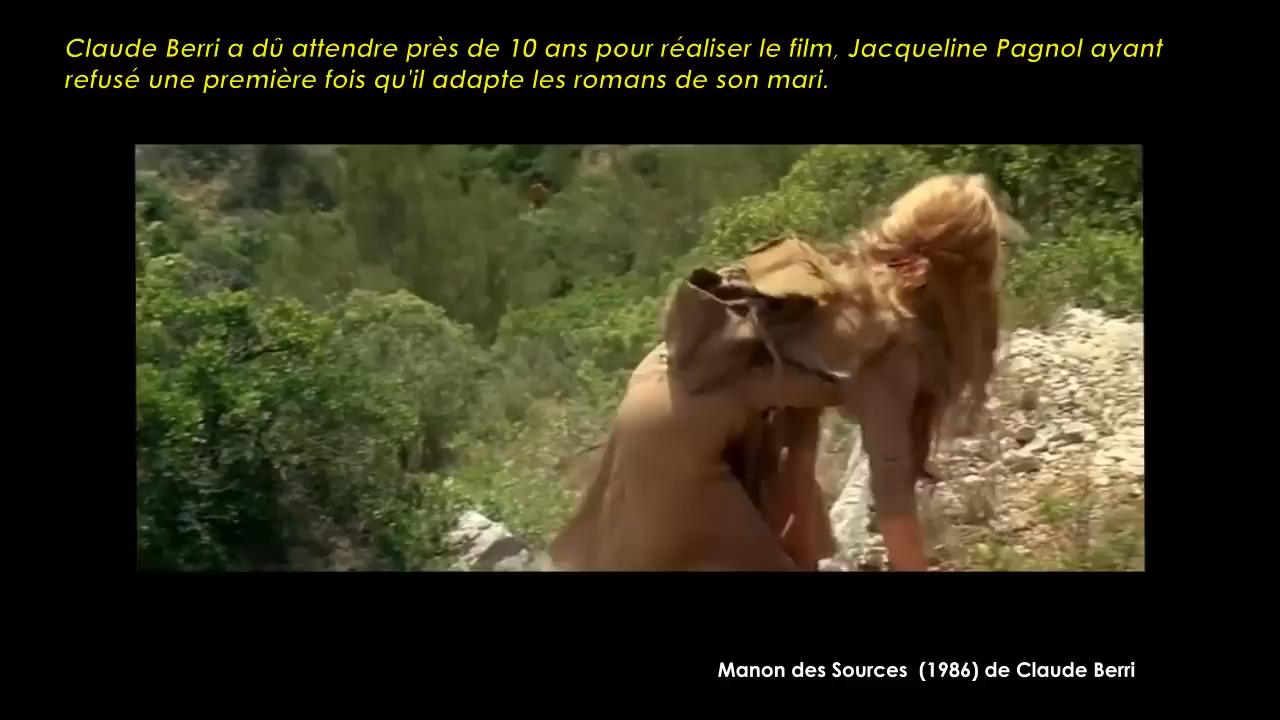 Claude Berri a dû attendre près de 10 ans pour réaliser le film, Jacqueline Pagnol ayant
refusé une première fois qu'il adapte les romans de son mari.
Manon des Sources (1986) de Claude Berri